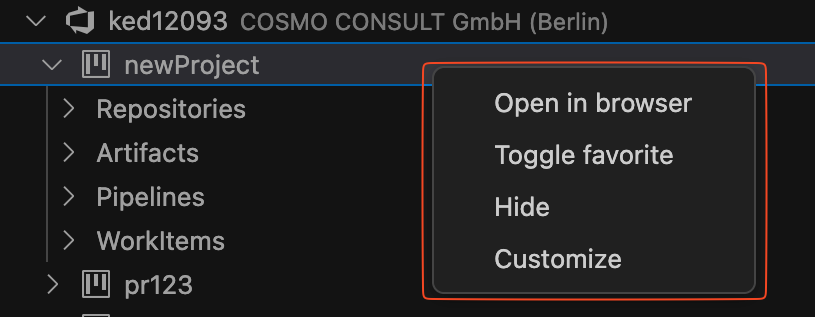 ked12093 COSMO CONSULT GmbH (Berlin)
newProject
Repositories
Artifacts
Pipelines
WorkItems
pr123
Open in browser
Toggle favorite
Hide
Customize